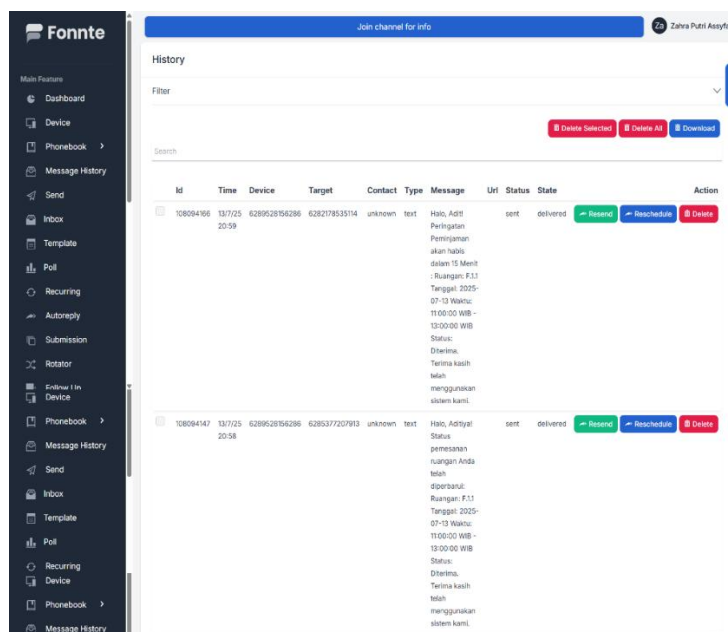 Fonnte
Join channel for info
Za Zahra Putri Assyfa
Main Feature
Dashboard
Device
Phonebook
Message History
Send
Inbox
Template
Poll
Recurring
Autoreply
Submission
Rotator
Follow Up
Device
Phonebook
Message History
Send
Inbox
Template
Poll
Recurring
Device
Phonebook
Message History
History
Filter
Delete Selected Delete All Download
Search
Id Time Device Target Contact Type Message Url Status State Action
108094166 13/7/25 6289528156286 6282178535114 unknown text Halo, Adit! sent delivered Resend Reschedule Delete
20:59 Peringatan
Peminjaman
akan habis
dalam 15 Menit
: Ruangan: F.1.1
Tanggal: 2025-
07-13 Waktu:
11:00:00 WIB -
13:00:00 WIB
Status:
Diterima.
Terima kasih
telah
menggunakan
sistem kami.
108094147 13/7/25 6289528156286 6285377207913 unknown text Halo, Aditya! sent delivered Resend Reschedule Delete
20:58 Status
pemesanan
ruangan Anda
telah
diperbarui:
Ruangan: F.1.1
Tanggal: 2025-
07-13 Waktu:
11:00:00 WIB -
13:00:00 WIB
Status:
Diterima.
Terima kasih
telah
menggunakan
sistem kami.